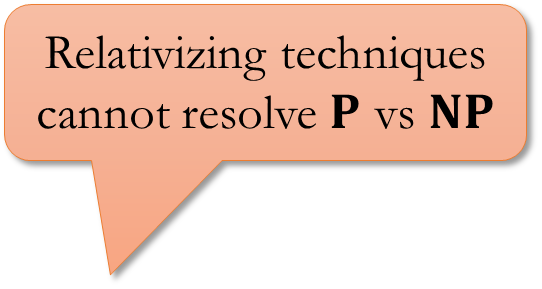 Relativizing techniques
cannot resolve P vs NP